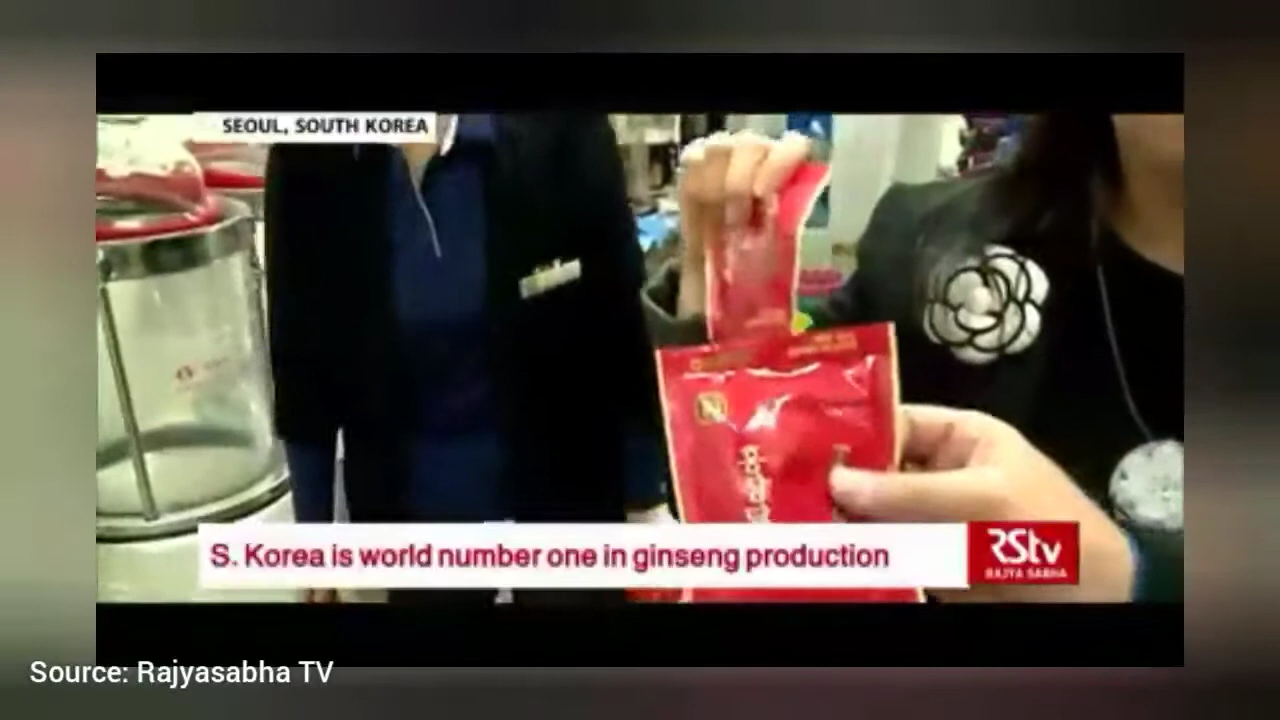 SEOUL, SOUTH KOREA
S. Korea is world number one in ginseng production
RStv
RAJYA SABHA
Source: Rajyasabha TV